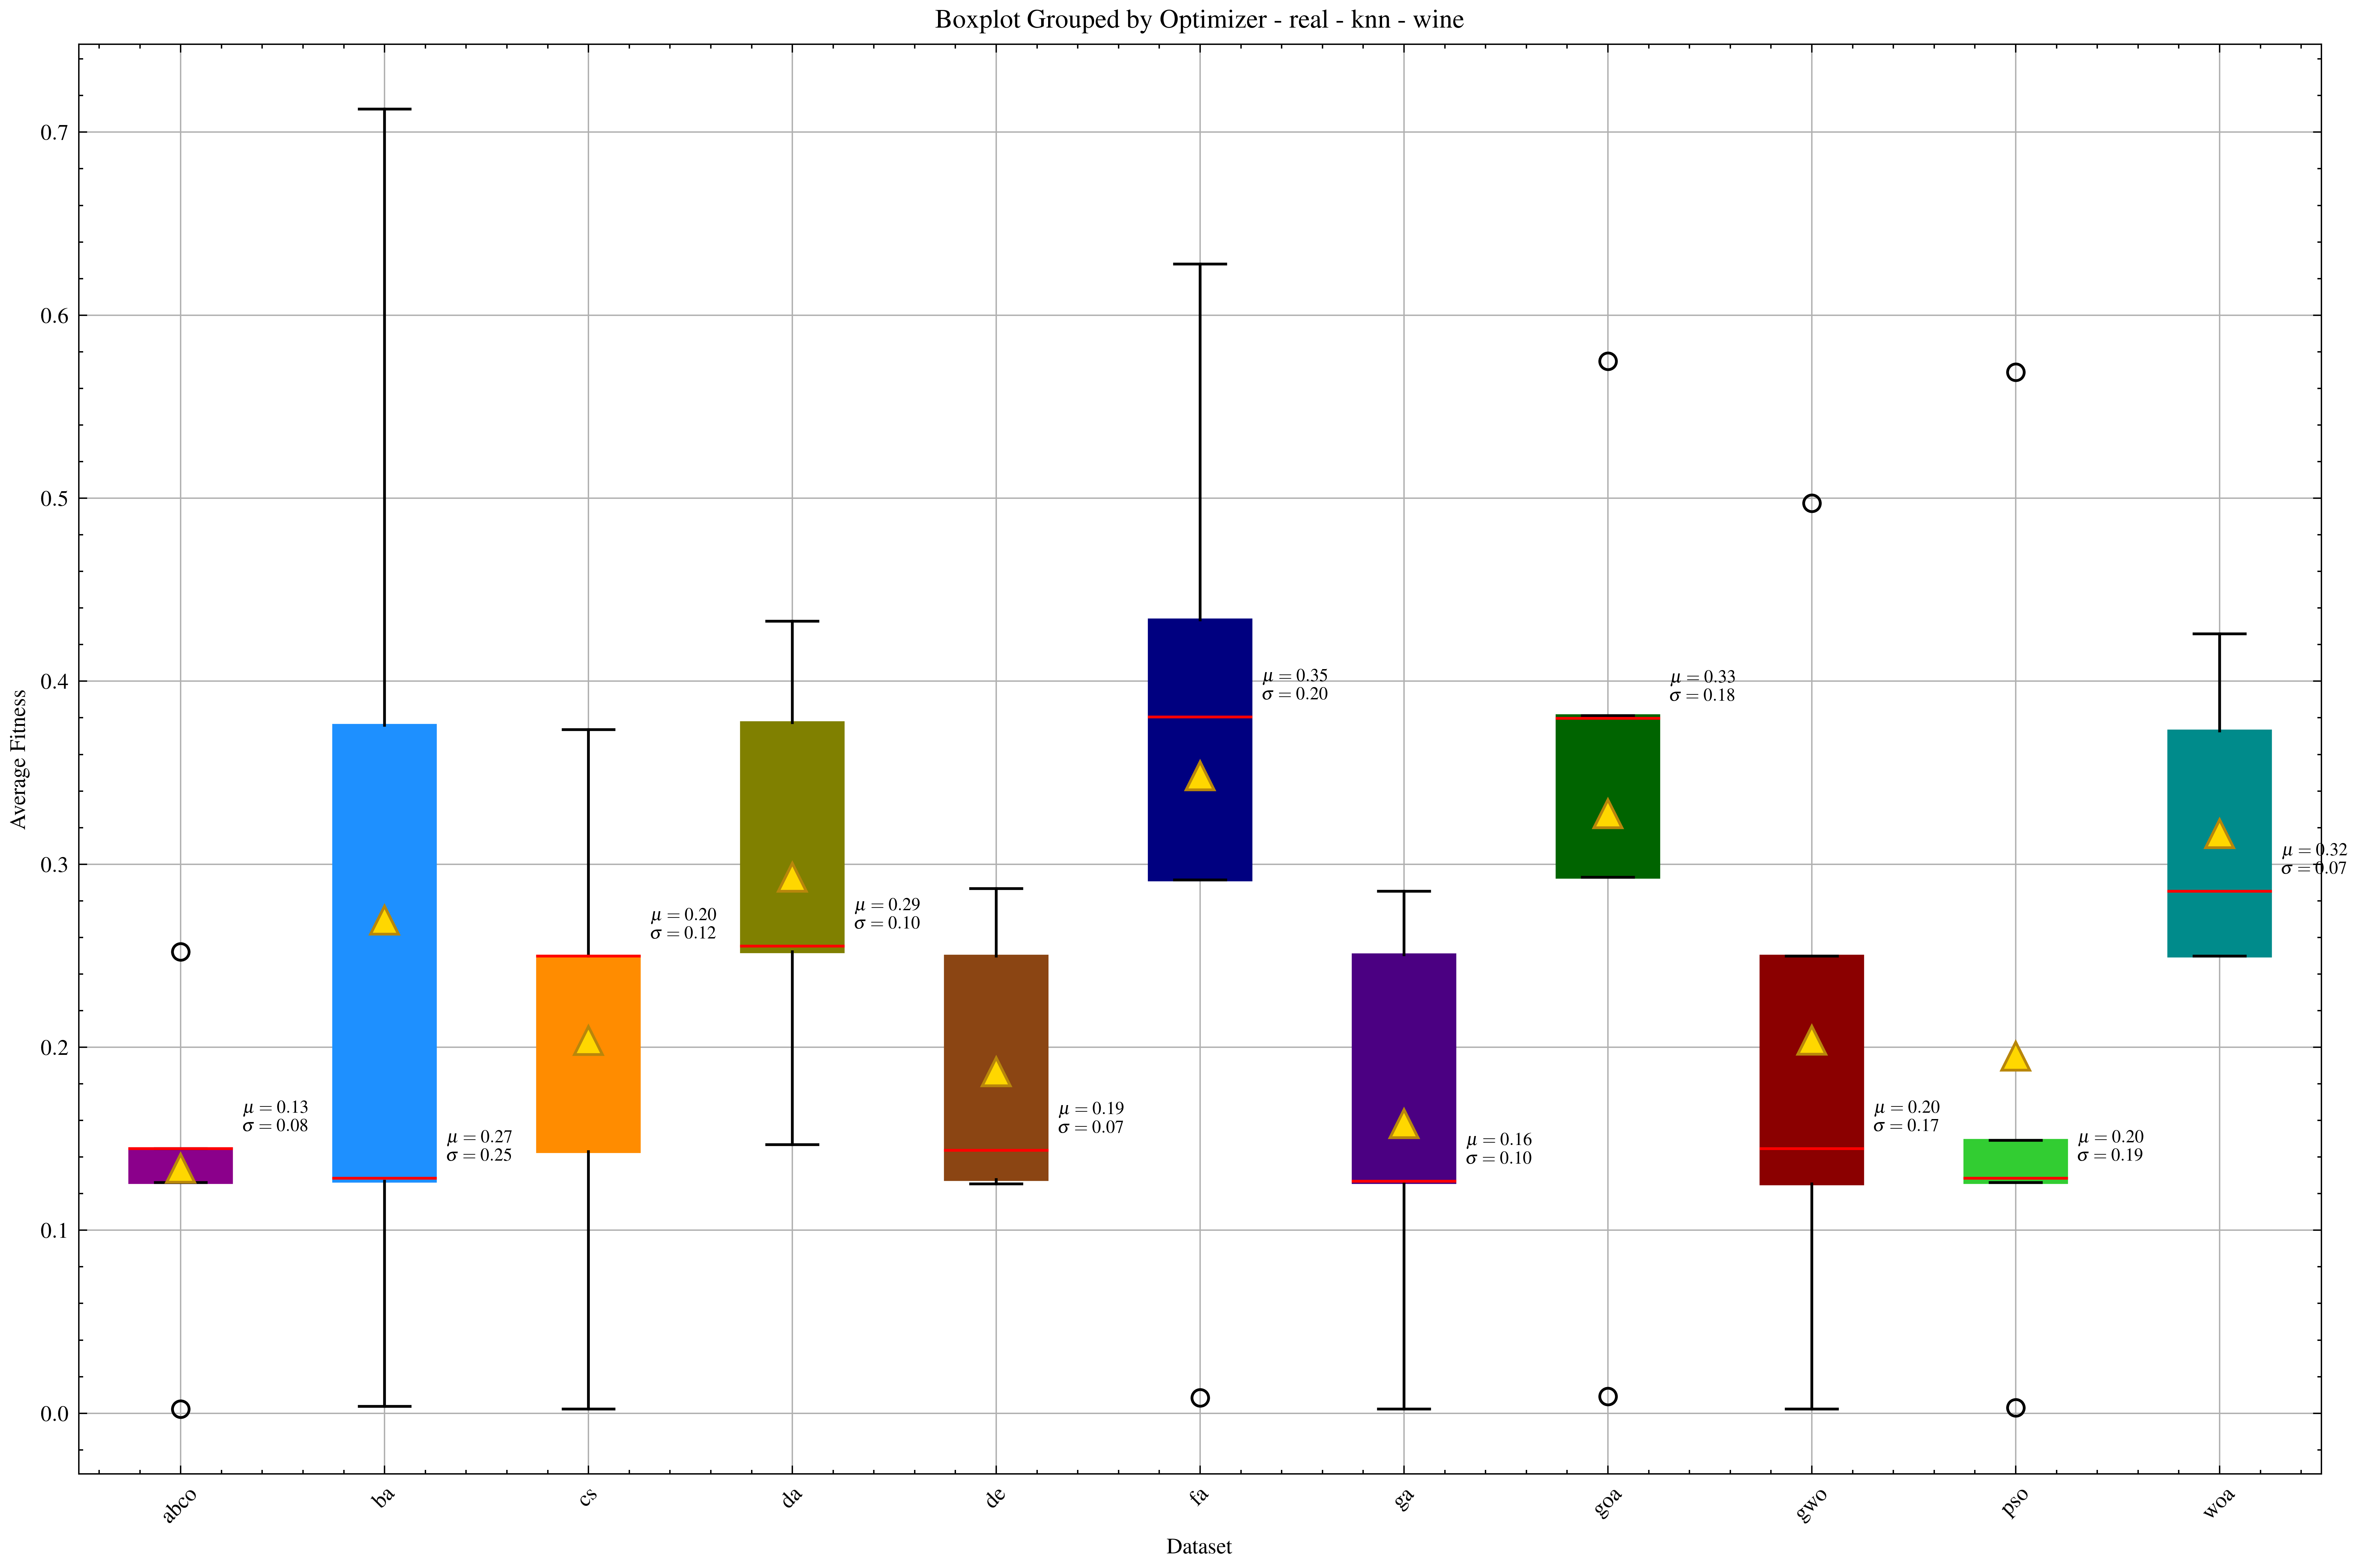 Boxplot Grouped by Optimizer - real - knn - wine
Average Fitness
0.7
0.6
0.5
0.4
0.3
0.2
0.1
0.0
μ = 0.13
σ = 0.08
μ = 0.27
σ = 0.25
μ = 0.20
σ = 0.12
μ = 0.29
σ = 0.10
μ = 0.19
σ = 0.07
μ = 0.35
σ = 0.20
μ = 0.16
σ = 0.10
μ = 0.33
σ = 0.18
μ = 0.20
σ = 0.17
μ = 0.20
σ = 0.19
μ = 0.32
σ = 0.07
abco
ba
cs
da
de
fa
ga
goa
gwo
pso
woa
Dataset